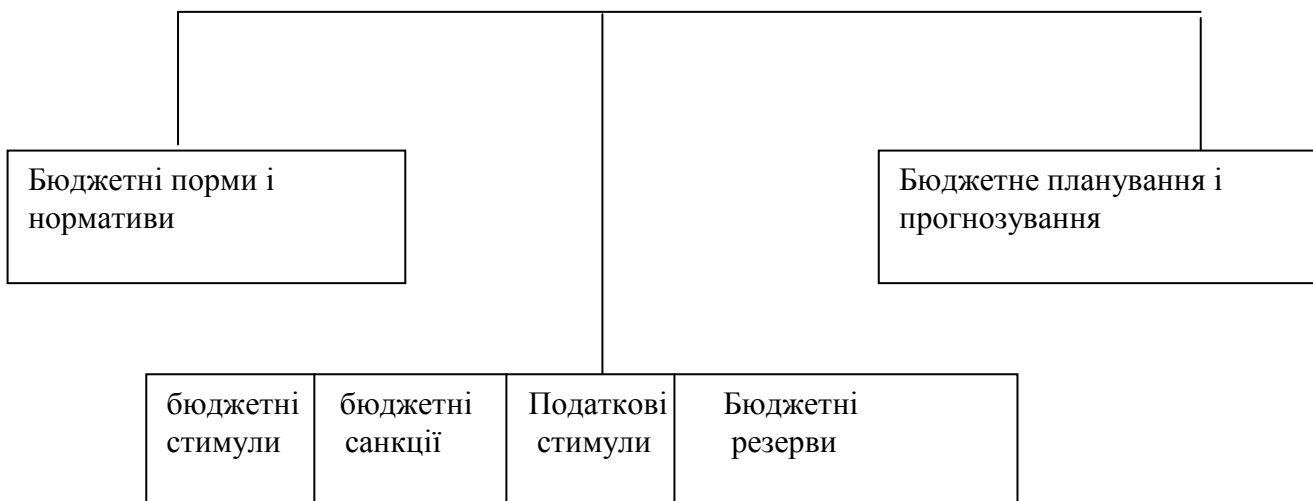 Бюджетні порми і
нормативи
Бюджетне планування і
прогнозування
бюджетні
стимули
бюджетні
санкції
Податкові
стимули
Бюджетні
резерви